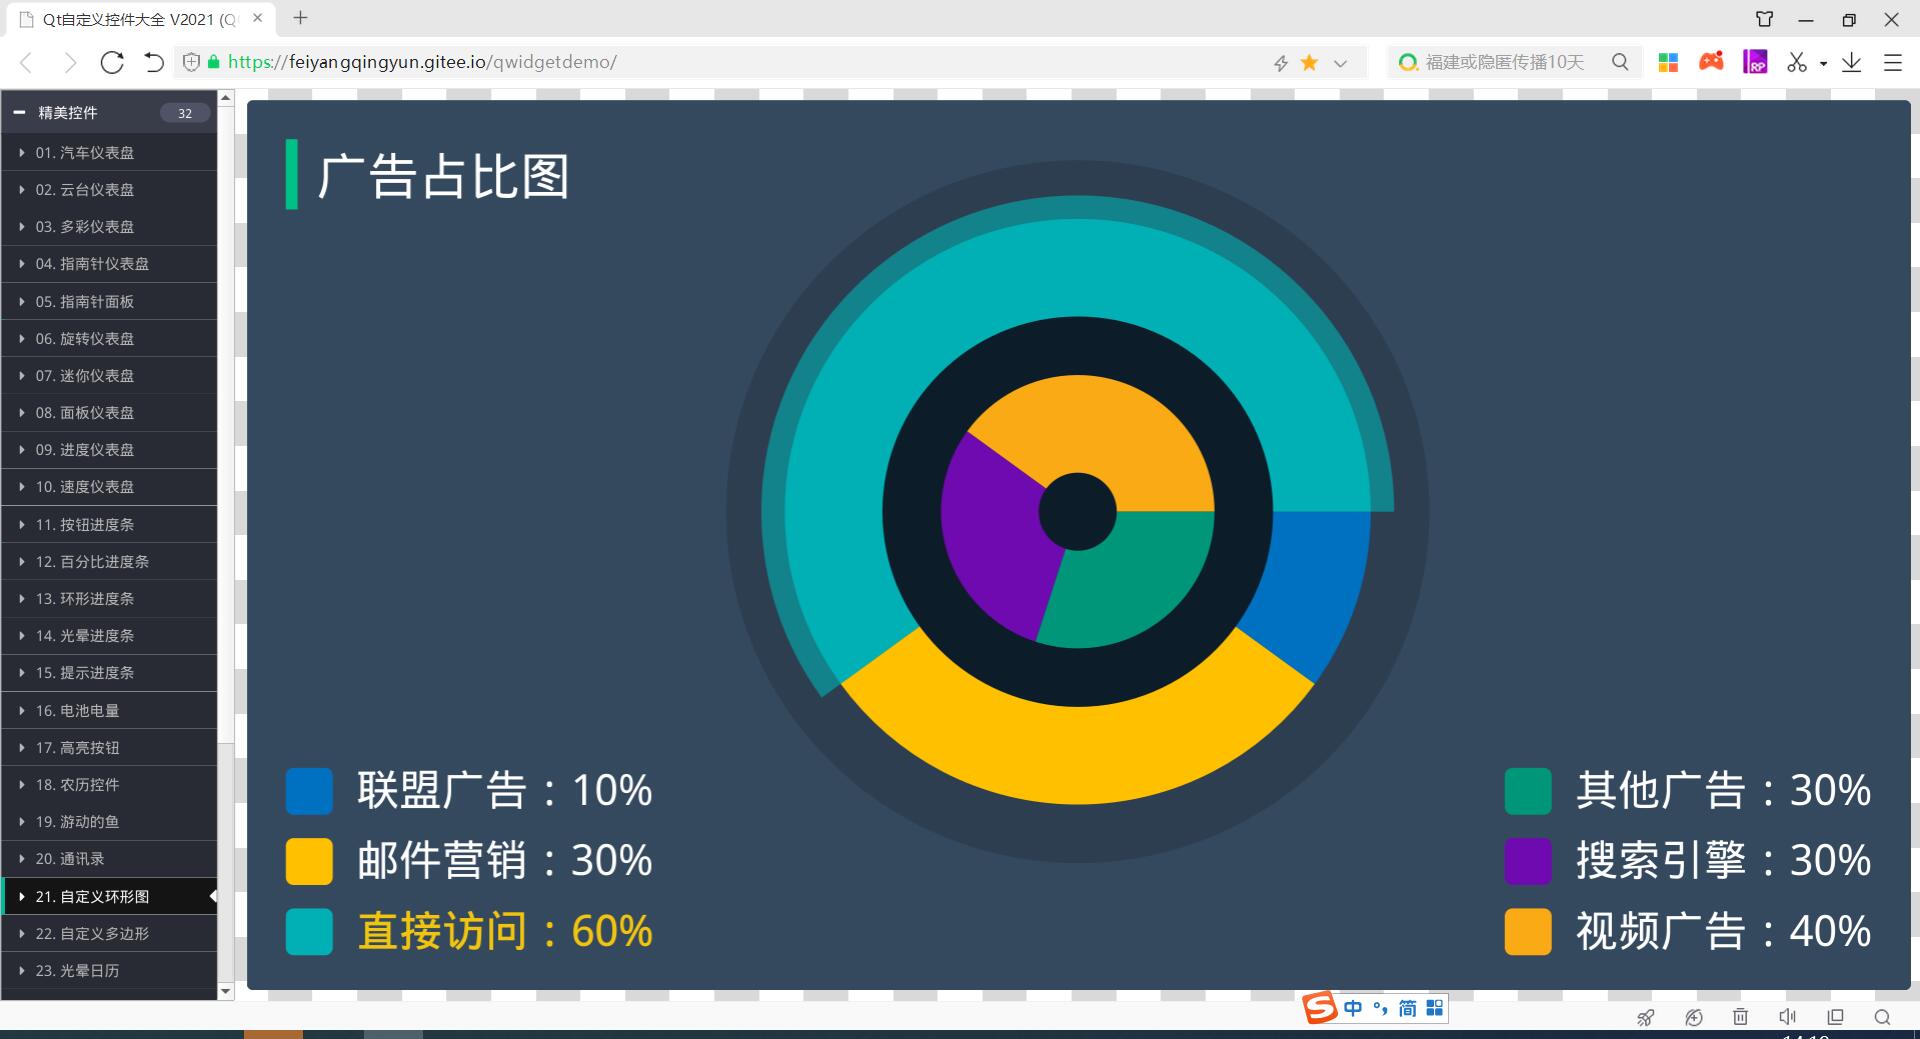 Qt自定义控件大全 V2021 (Q
https://feiyangqingyun.gitee.io/qwidgetdemo/
福建或隐匿传播10天
RP
精美控件 32
01. 汽车仪表盘
02. 云台仪表盘
03. 多彩仪表盘
04. 指南针仪表盘
05. 指南针面板
06. 旋转仪表盘
07. 迷你仪表盘
08. 面板仪表盘
09. 进度仪表盘
10. 速度仪表盘
11. 按钮进度条
12. 百分比进度条
13. 环形进度条
14. 光晕进度条
15. 提示进度条
16. 电池电量
17. 高亮按钮
18. 农历控件
19. 游动的鱼
20. 通讯录
21. 自定义环形图
22. 自定义多边形
23. 光晕日历
广告占比图
联盟广告：10%
邮件营销：30%
直接访问：60%
其他广告：30%
搜索引擎：30%
视频广告：40%
S 中 °, 简